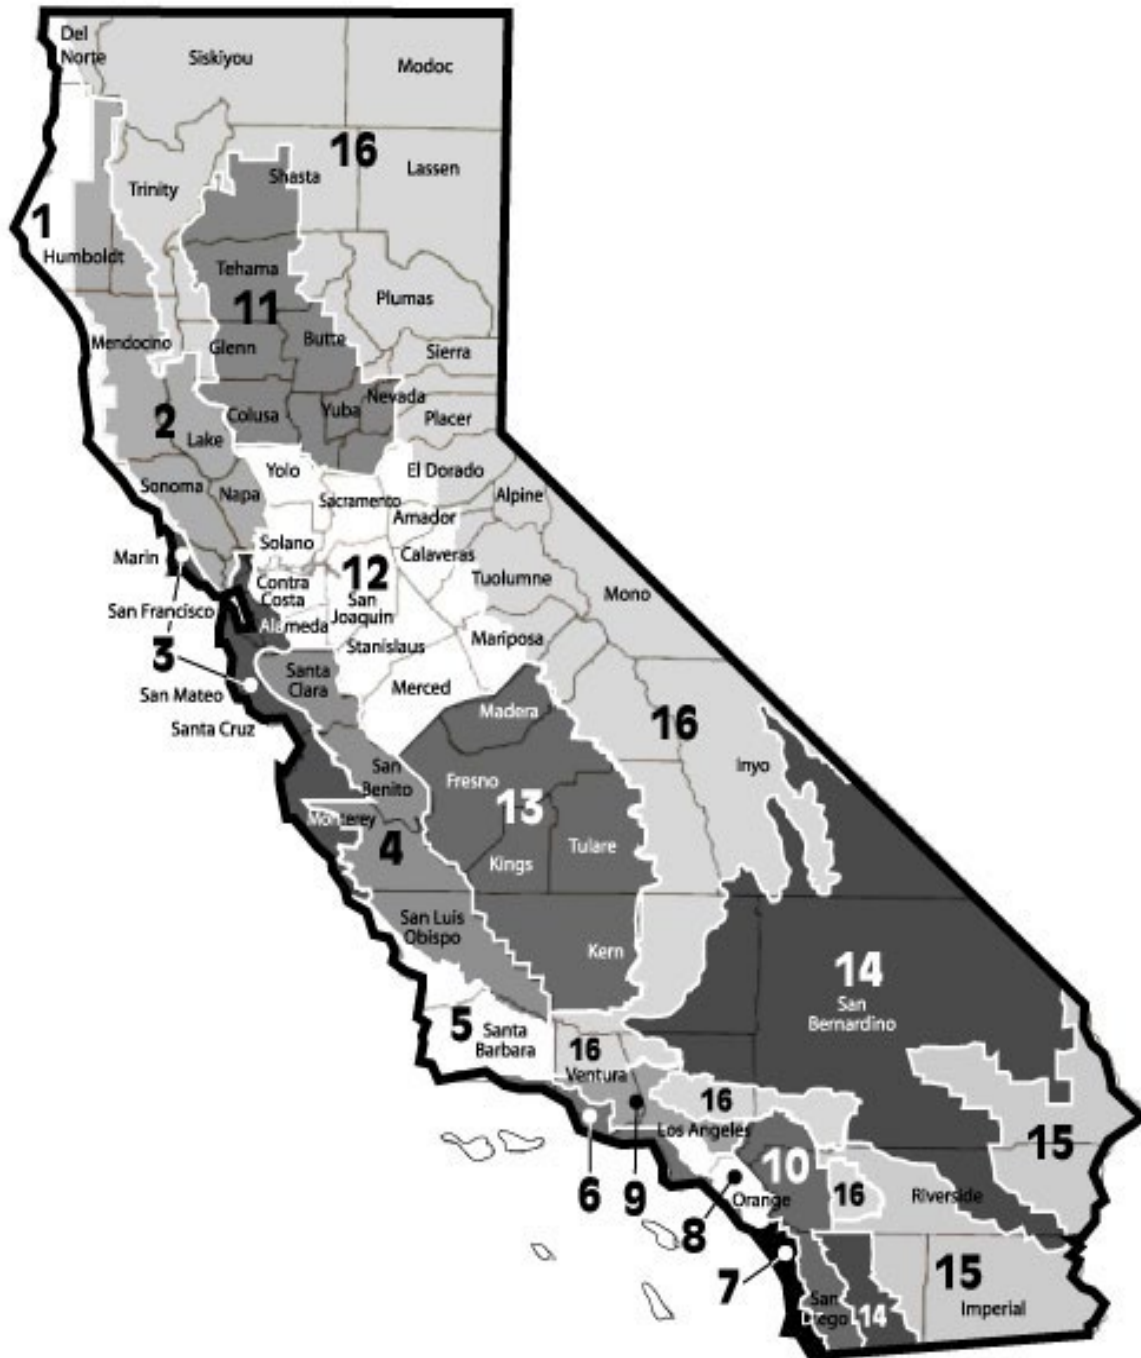 Del
Norte
Siskiyou
Modoc
16
Shasta
Lassen
Trinity
1
Humboldt
Tehama
11
Plumas
Mendocino
Glenn
Butte
Sierra
Nevada
Colusa
Yuba
Placer
2
Lake
Yolo
El Dorado
Sonoma
Napa
Sacramento
Alpine
Amador
Marin
Solano
Calaveras
12
Contra
Costa
Tuolumne
Mono
San Francisco
San
Joaquin
Alameda
Mariposa
Stanislaus
3
Santa
Clara
Merced
San Mateo
Madera
Santa Cruz
16
San
Benito
Fresno
Inyo
13
Monterey
4
Tulare
Kings
San Luis
Obispo
Kern
14
San
Bernardino
5
Santa
Barbara
16
Ventura
16
Los Angeles
15
10
6
9
8
Orange
16
Riverside
7
15
San
Diego
14
Imperial